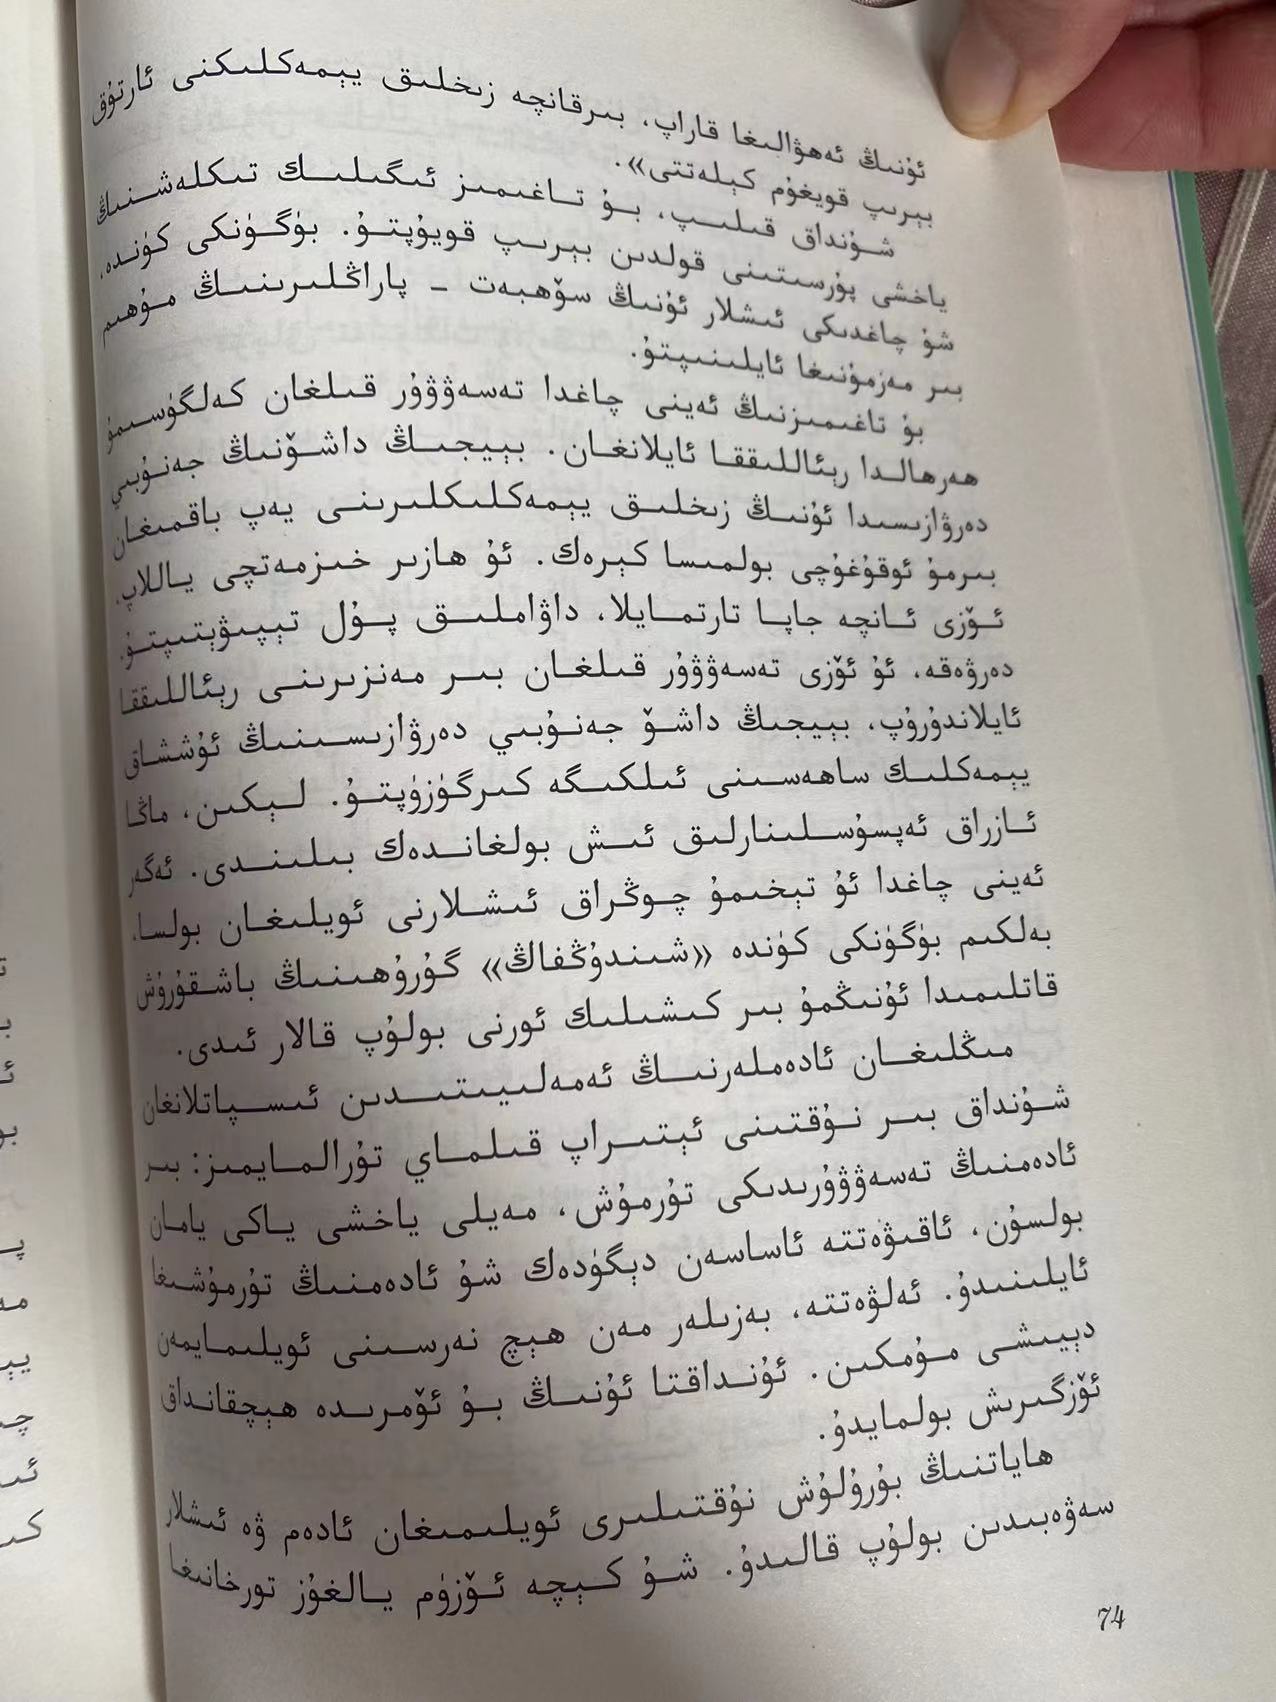 ئۇنىڭ ئەھۋالىغا قاراپ، بىرقانچە زىخلىق يېمەكلىكنى ئارتۇق
بېرىپ قويغۇم كېلەتتى».
شۇنداق قىلىپ، بۇ تاغىمىز ئىگىلىك تىكلەشنىڭ
ياخشى پۇرسىتىنى قولدىن بېرىپ قويۇپتۇ. بۈگۈنكى كۈندە،
شۇ چاغدىكى ئىشلار ئۇنىڭ سۆھبەت - پاراڭلىرىنىڭ مۇھىم
بىر مەزمۇنىغا ئايلىنىپتۇ.
بۇ تاغىمىزنىڭ ئەينى چاغدا تەسەۋۋۇر قىلغان كەلگۈسىمۇ
ھەرھالدا رېئاللىققا ئايلانغان. بېيجىڭ داشۆنىڭ جەنۇبىي
دەرۋازىسىدا ئۇنىڭ زىخلىق يېمەكلىكلىرىنى يەپ باقمىغان
بىرمۇ ئوقۇغۇچى بولمىسا كېرەك. ئۇ ھازىر خىزمەتچى ياللاپ،
ئۆزى ئانچە جاپا تارتمايلا، داۋاملىق پۇل تېپىۋېتىپتۇ.
دەرۋەقە، ئۇ ئۆزى تەسەۋۋۇر قىلغان بىر مەنزىرىنى رېئاللىققا
ئايلاندۇرۇپ، بېيجىڭ داشۆ جەنۇبىي دەرۋازىسىنىڭ ئۇششاق
يېمەكلىك ساھەسىنى ئىلكىگە كىرگۈزۈپتۇ. لېكىن، ماڭا
ئازراق ئەپسۇسلىنارلىق ئىش بولغاندەك بىلىندى. ئەگەر
ئەينى چاغدا ئۇ تېخىمۇ چوڭراق ئىشلارنى ئويلىغان بولسا،
بەلكىم بۈگۈنكى كۈندە «شىندۇڭفاڭ» گۇرۇھىنىڭ باشقۇرۇش
قاتلىمىدا ئۇنىڭمۇ بىر كىشىلىك ئورنى بولۇپ قالار ئىدى.
مىڭلىغان ئادەملەرنىڭ ئەمەلىيىتىدىن ئىسپاتلانغان
شۇنداق بىر نۇقتىنى ئېتىراپ قىلماي تۇرالمايمىز: بىر
ئادەمنىڭ تەسەۋۋۇرىدىكى تۇرمۇش، مەيلى ياخشى ياكى يامان
بولسۇن، ئاقىۋەتتە ئاساسەن دېگۈدەك شۇ ئادەمنىڭ تۇرمۇشىغا
ئايلىنىدۇ. ئەلۋەتتە، بەزىلەر مەن ھېچ نەرسىنى ئويلىمايمەن
دېيىشى مۇمكىن. ئۇنداقتا ئۇنىڭ بۇ ئۆمرىدە ھېچقانداق
ئۆزگىرىش بولمايدۇ.
ھاياتنىڭ بۇرۇلۇش نۇقتىلىرى ئويلىمىغان ئادەم ۋە ئىشلار
سەۋەبىدىن بولۇپ قالىدۇ. شۇ كېچە ئۆزۈم يالغۇز تورخانىغا
74